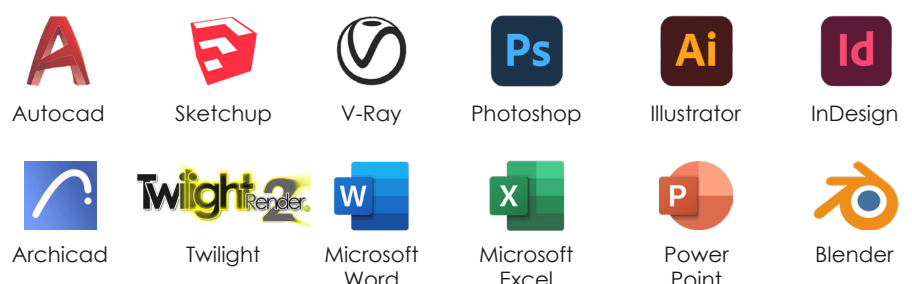 Ps
Ai
Id
Autocad
Sketchup
V-Ray
Photoshop
Illustrator
InDesign
Twilight Render 2
W
X
P
Archicad
Twilight
Microsoft
Word
Microsoft
Excel
Power
Point
Blender